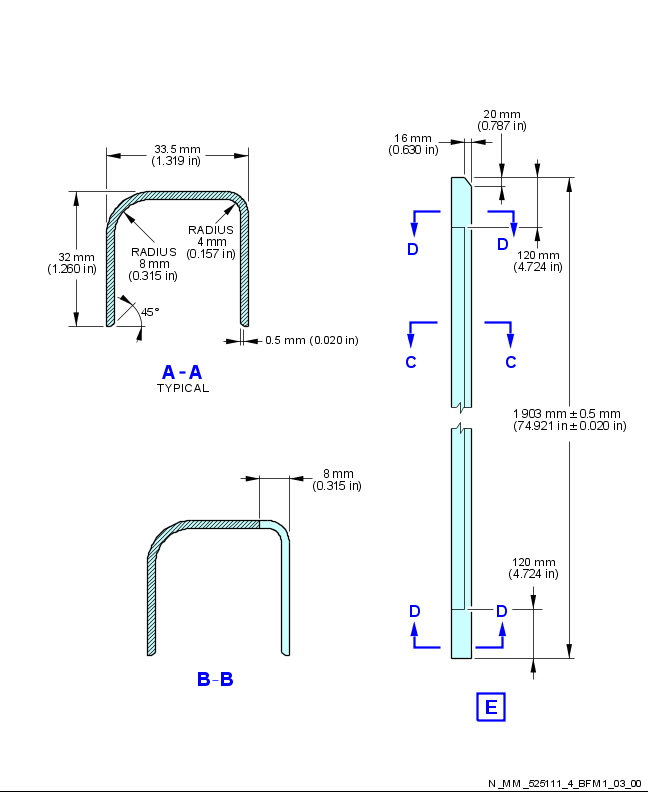 20 mm
(0.787 in)
16 mm
(0.630 in)
33.5 mm
(1.319 in)
RADIUS
4 mm
(0.157 in)
RADIUS
8 mm
(0.315 in)
32 mm
(1.260 in)
45°
0.5 mm (0.020 in)
A-A
TYPICAL
D
D
120 mm
(4.724 in)
C
C
1 903 mm ± 0.5 mm
(74.921 in ± 0.020 in)
8 mm
(0.315 in)
B-B
120 mm
(4.724 in)
D
D
E
N_MM_525111_4_BFM1_03_00